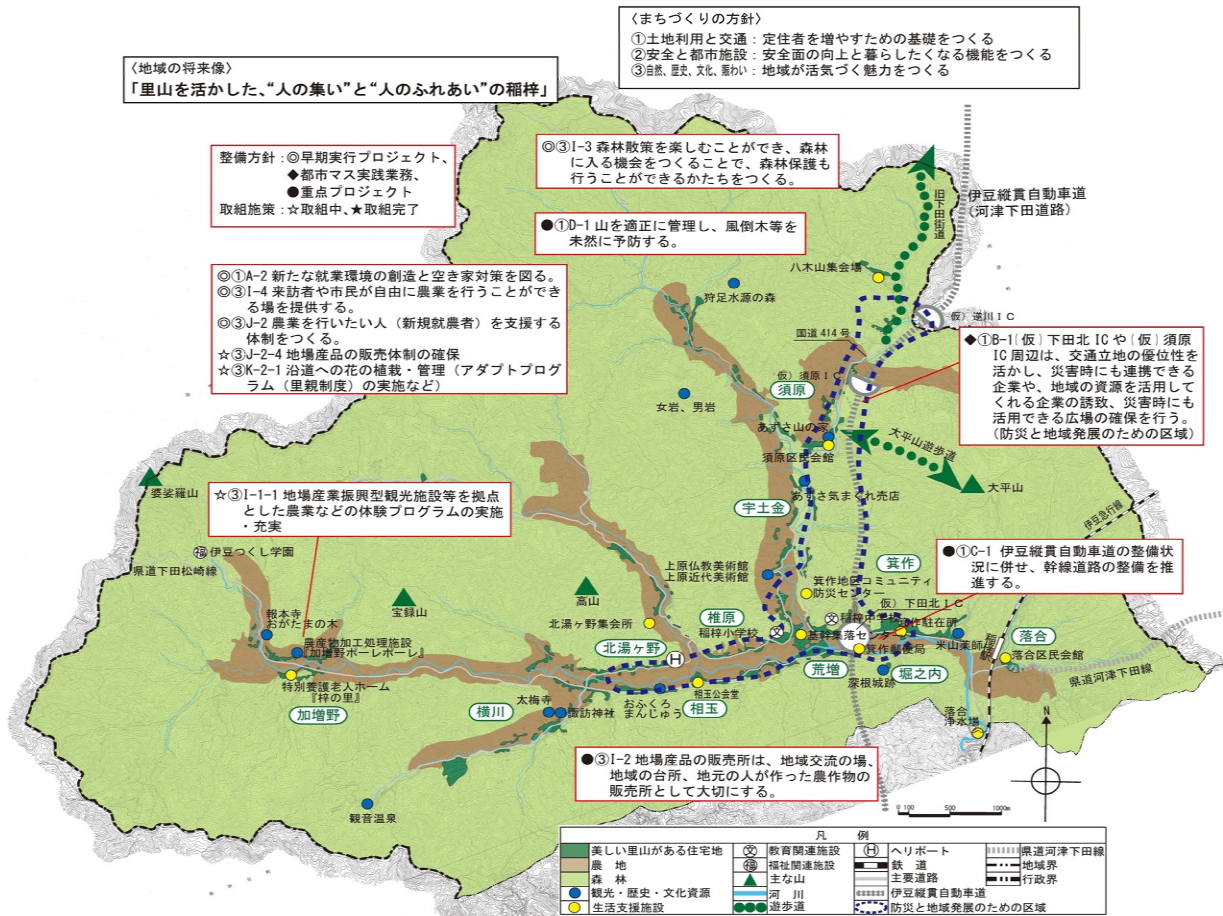 〈まちづくりの方針〉
①土地利用と交通：定住者を増やすための基礎をつくる
②安全と都市施設：安全面の向上と暮らしたくなる機能をつくる
③自然、歴史、文化、賑わい：地域が活気づく魅力をつくる
〈地域の将来像〉
「里山を活かした、“人の集い”と“人のふれあい”の稲梓」
整備方針：◎早期実行プロジェクト、
◆都市マス実践業務、
●重点プロジェクト
取組施策：☆取組中、★取組完了
◎③I-3 森林散策を楽しむことができ、森林
に入る機会をつくることで、森林保護も
行うことができるかたちをつくる。
●①D-1 山を適正に管理し、風倒木等を
未然に予防する。
◎①A-2 新たな就業環境の創造と空き家対策を図る。
◎③I-4 来訪者や市民が自由に農業を行うことができ
る場を提供する。
◎③J-2 農業を行いたい人（新規就農者）を支援する
体制をつくる。
☆③J-2-4 地場産品の販売体制の確保
☆③K-2-1 沿道への花の植栽・管理（アダプトプログ
ラム（里親制度）の実施など）
旧下田街道
伊豆縦貫自動車道
(河津下田道路)
八木山集会場
狩足水源の森
仮）逆川ＩＣ
国道 414 号
◆①B-1(仮）下田北 IC や（仮）須原
IC 周辺は、交通立地の優位性を
活かし、災害時にも連携できる
企業や、地域の資源を活用して
くれる企業の誘致、災害時にも
活用できる広場の確保を行う。
(防災と地域発展のための区域)
仮）須原ＩＣ
須原
女岩、男岩
あずさ山の家
須原区民会館
大平山遊歩道
大平山
婆娑羅山
☆③I-1-1 地場産業振興型観光施設等を拠点
とした農業などの体験プログラムの実施
・充実
あずさ気まぐれ売店
宇土金
伊豆急行線
●①C-1 伊豆縦貫自動車道の整備状
況に併せ、幹線道路の整備を推
進する。
福 伊豆つくし学園
県道下田松崎線
上原仏教美術館
上原近代美術館
箕作
箕作地区コミュニティ
防災センター
高山
宝録山
仮）下田北ＩＣ
文 稲梓中学校
箕作駐在所
報本寺
おがたまの木
北湯ヶ野集会所
椎原
稲梓小学校
文
基幹集落センター
箕作郵便局
米山薬師
稲梓駅
落合
落合区民会館
農産物加工処理施設
『加増野ポーレポーレ』
北湯ヶ野
H
荒増
深根城跡
堀之内
県道河津下田線
特別養護老人ホーム
『梓の里』
加増野
横川
太梅寺
諏訪神社
おふくろ
まんじゅう
相玉公会堂
相玉
落合
浄水場
N
●③I-2 地場産品の販売所は、地域交流の場、
地域の台所、地元の人が作った農作物の
販売所として大切にする。
観音温泉
0 100 500 1000m
凡 例
美しい里山がある住宅地
文 教育関連施設
H ヘリポート
県道河津下田線
農 地
福 福祉関連施設
鉄 道
地域界
森 林
主な山
主要道路
行政界
観光・歴史・文化資源
河 川
伊豆縦貫自動車道
生活支援施設
遊歩道
防災と地域発展のための区域